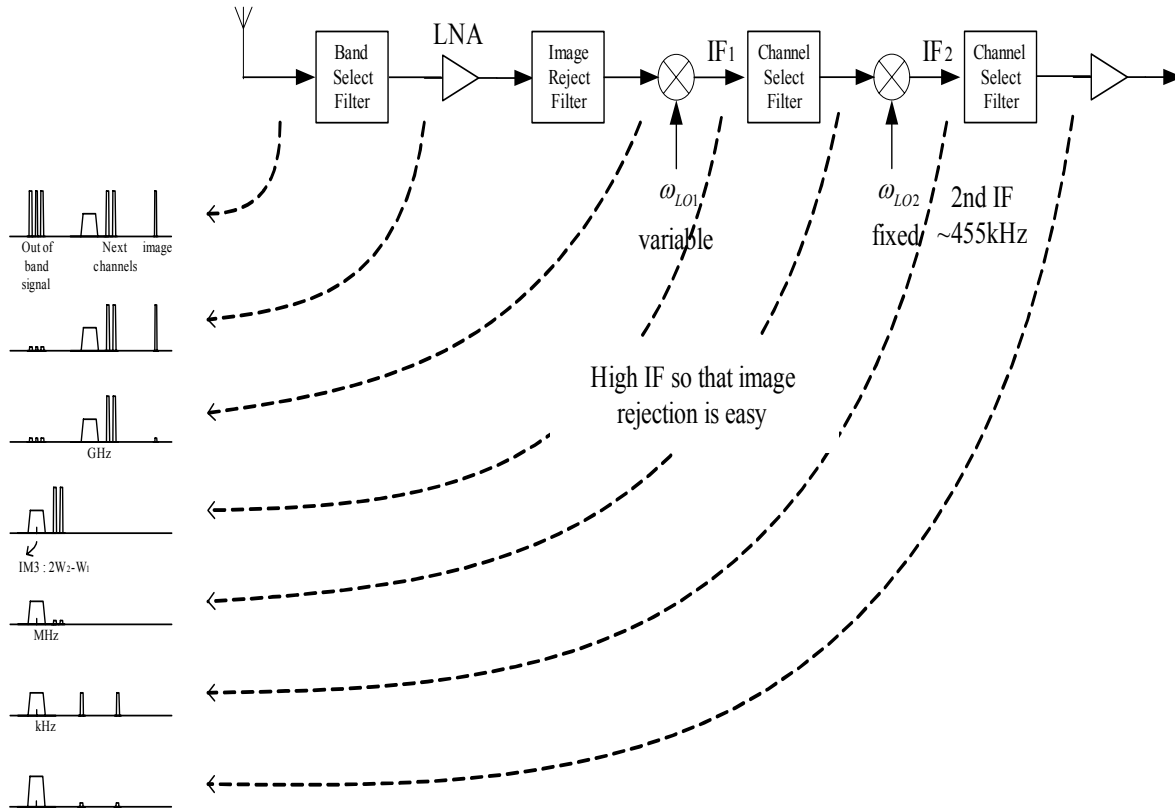 Band
Select
Filter
LNA
Image
Reject
Filter
IF1
Channel
Select
Filter
IF2
Channel
Select
Filter
ωLO1
variable
ωLO2
fixed
2nd IF
~455kHz
Out of
band
signal
Next
channels
image
High IF so that image
rejection is easy
GHz
IM3 : 2W2-W1
MHz
kHz